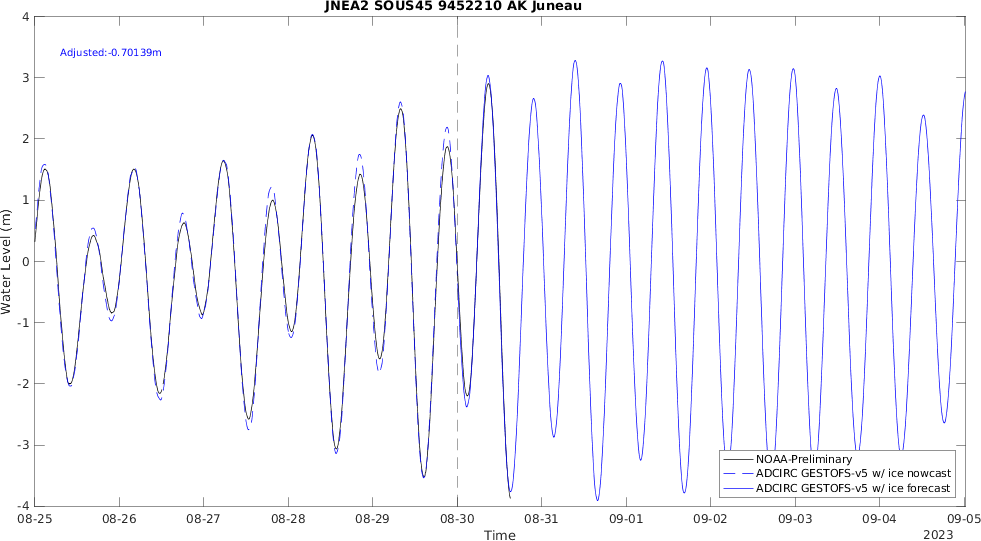 JNEA2 SOUS45 9452210 AK Juneau
Adjusted:-0.70139m
4
3
2
1
0
-1
-2
-3
-4
Water Level (m)
NOAA-Preliminary
ADCIRC GESTOFS-v5 w/ ice nowcast
ADCIRC GESTOFS-v5 w/ ice forecast
08-25 08-26 08-27 08-28 08-29 08-30 08-31 09-01 09-02 09-03 09-04 09-05
Time
2023